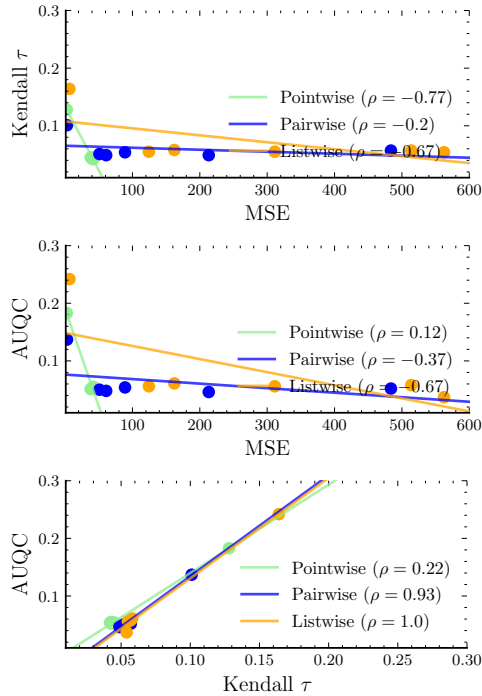 0.3
0.2
0.1
Kendall τ
Pointwise (ρ = −0.77)
Pairwise (ρ = −0.2)
Listwise (ρ = −0.67)
100 200 300 400 500 600
MSE
0.3
0.2
0.1
AUQC
Pointwise (ρ = 0.12)
Pairwise (ρ = −0.37)
Listwise (ρ = −0.67)
100 200 300 400 500 600
MSE
0.3
0.2
0.1
AUQC
Pointwise (ρ = 0.22)
Pairwise (ρ = 0.93)
Listwise (ρ = 1.0)
0.05 0.10 0.15 0.20 0.25 0.30
Kendall τ